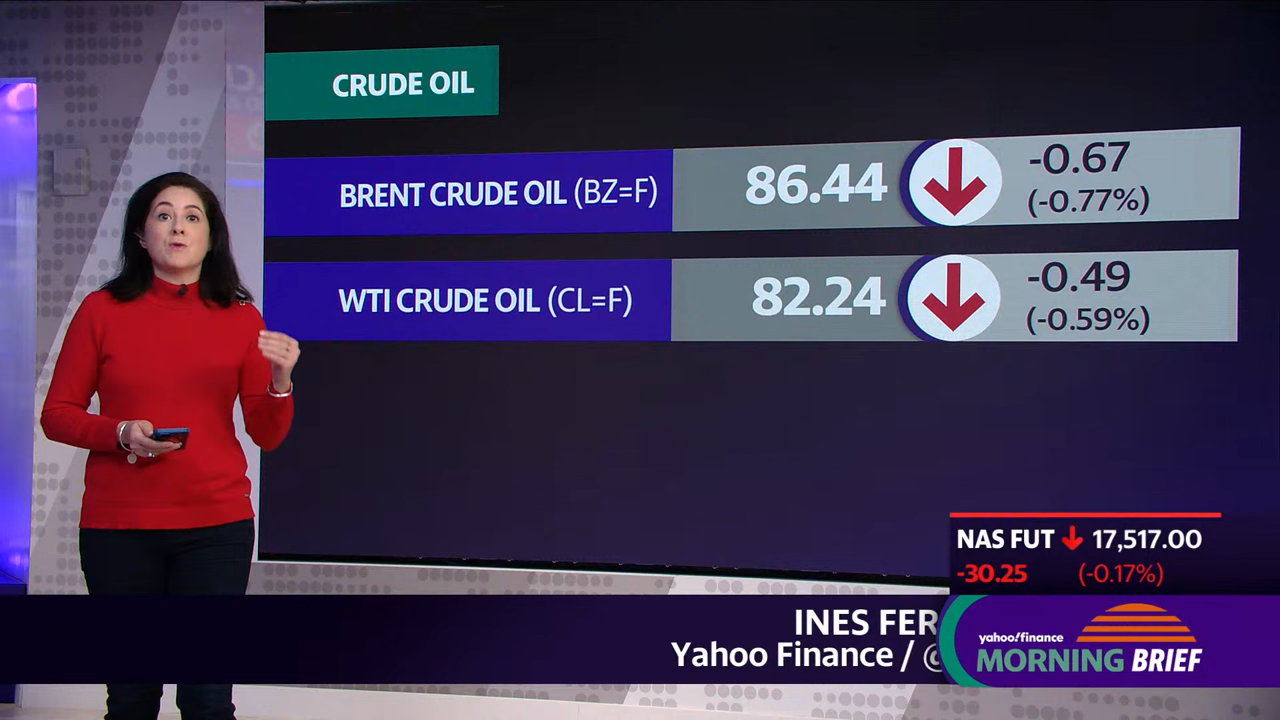 CRUDE OIL
BRENT CRUDE OIL (BZ=F) 86.44 -0.67
(-0.77%)
WTI CRUDE OIL (CL=F) 82.24 -0.49
(-0.59%)
NAS FUT 17,517.00
-30.25 (-0.17%)
INES FER
Yahoo Finance / @
yahoo!finance
MORNING BRIEF